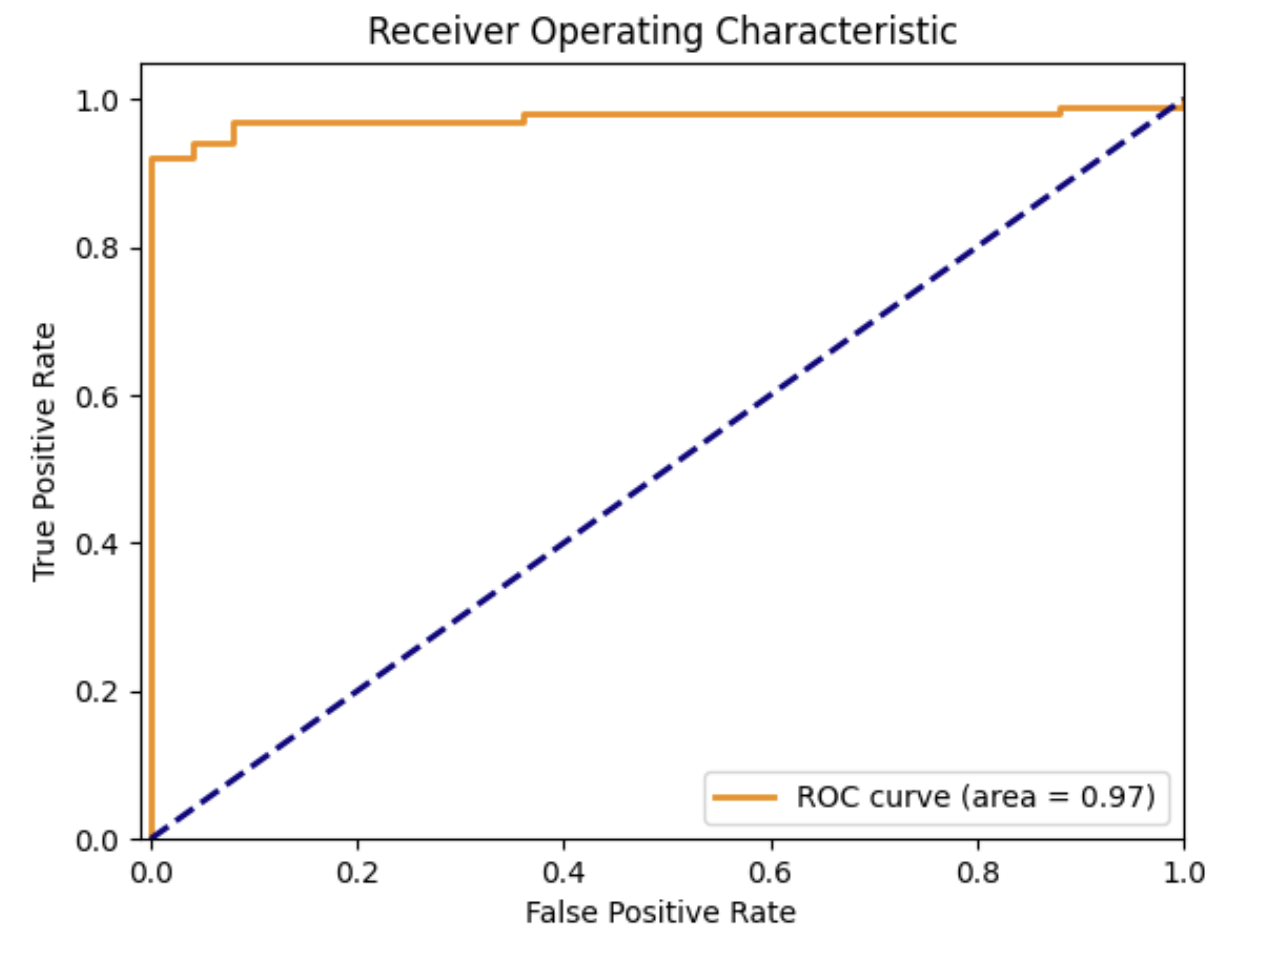 Receiver Operating Characteristic
1.0
0.8
0.6
0.4
0.2
0.0
True Positive Rate
ROC curve (area = 0.97)
0.0 0.2 0.4 0.6 0.8 1.0
False Positive Rate